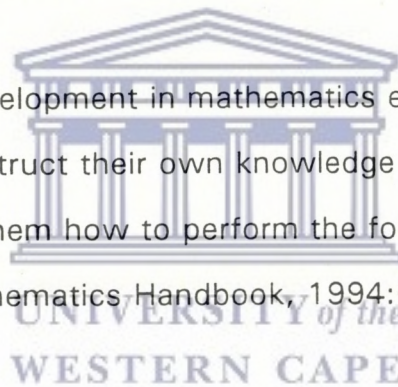 elopment in mathematics e
truct their own knowledge
em how to perform the fo
ematics Handbook, 1994:
UNIVERSITY of the
WESTERN CAPE